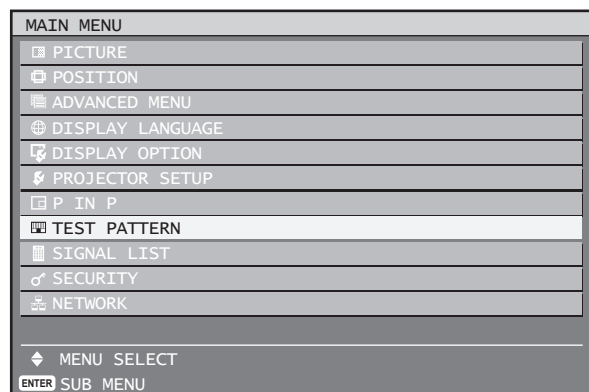 MAIN MENU
PICTURE
POSITION
ADVANCED MENU
DISPLAY LANGUAGE
DISPLAY OPTION
PROJECTOR SETUP
P IN P
TEST PATTERN
SIGNAL LIST
SECURITY
NETWORK
MENU SELECT
ENTER SUB MENU